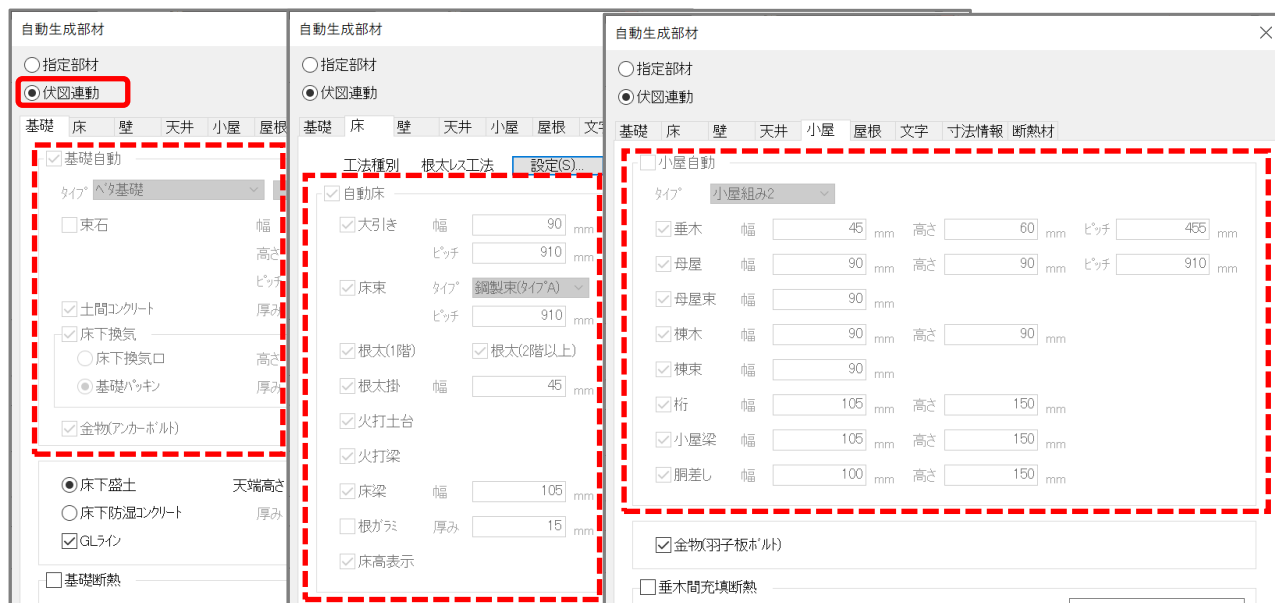 自動生成部材
指定部材
伏図連動
基礎 床 壁 天井 小屋 屋根
基礎自動
タイプ ベタ基礎
束石 幅
高さ
ピッチ
土間コンクリート 厚み
床下換気
床下換気口 高さ
基礎パッキン 厚み
金物(アンカーボルト)
床下盛土 天端高さ
床下防湿コンクリート 厚み
GLライン
基礎断熱
自動生成部材
指定部材
伏図連動
基礎 床 壁 天井 小屋 屋根 文字
工法種別 根太レス工法 設定(S)...
自動床
大引き 幅 90 mm
ピッチ 910 mm
床束 タイプ 鋼製束(タイプA)
ピッチ 910 mm
根太(1階) 根太(2階以上)
根太掛 幅 45 mm
火打土台
火打梁
床梁 幅 105 mm
根がラミ 厚み 15 mm
床高表示
自動生成部材
指定部材
伏図連動
基礎 床 壁 天井 小屋 屋根 文字 寸法情報 断熱材
小屋自動
タイプ 小屋組み2
垂木 幅 45 mm 高さ 60 mm ピッチ 455 mm
母屋 幅 90 mm 高さ 90 mm ピッチ 910 mm
母屋束 幅 90 mm
棟木 幅 90 mm 高さ 90 mm
棟束 幅 90 mm
桁 幅 105 mm 高さ 150 mm
小屋梁 幅 105 mm 高さ 150 mm
胴差し 幅 100 mm 高さ 150 mm
金物(羽子板ボルト)
垂木間充填断熱